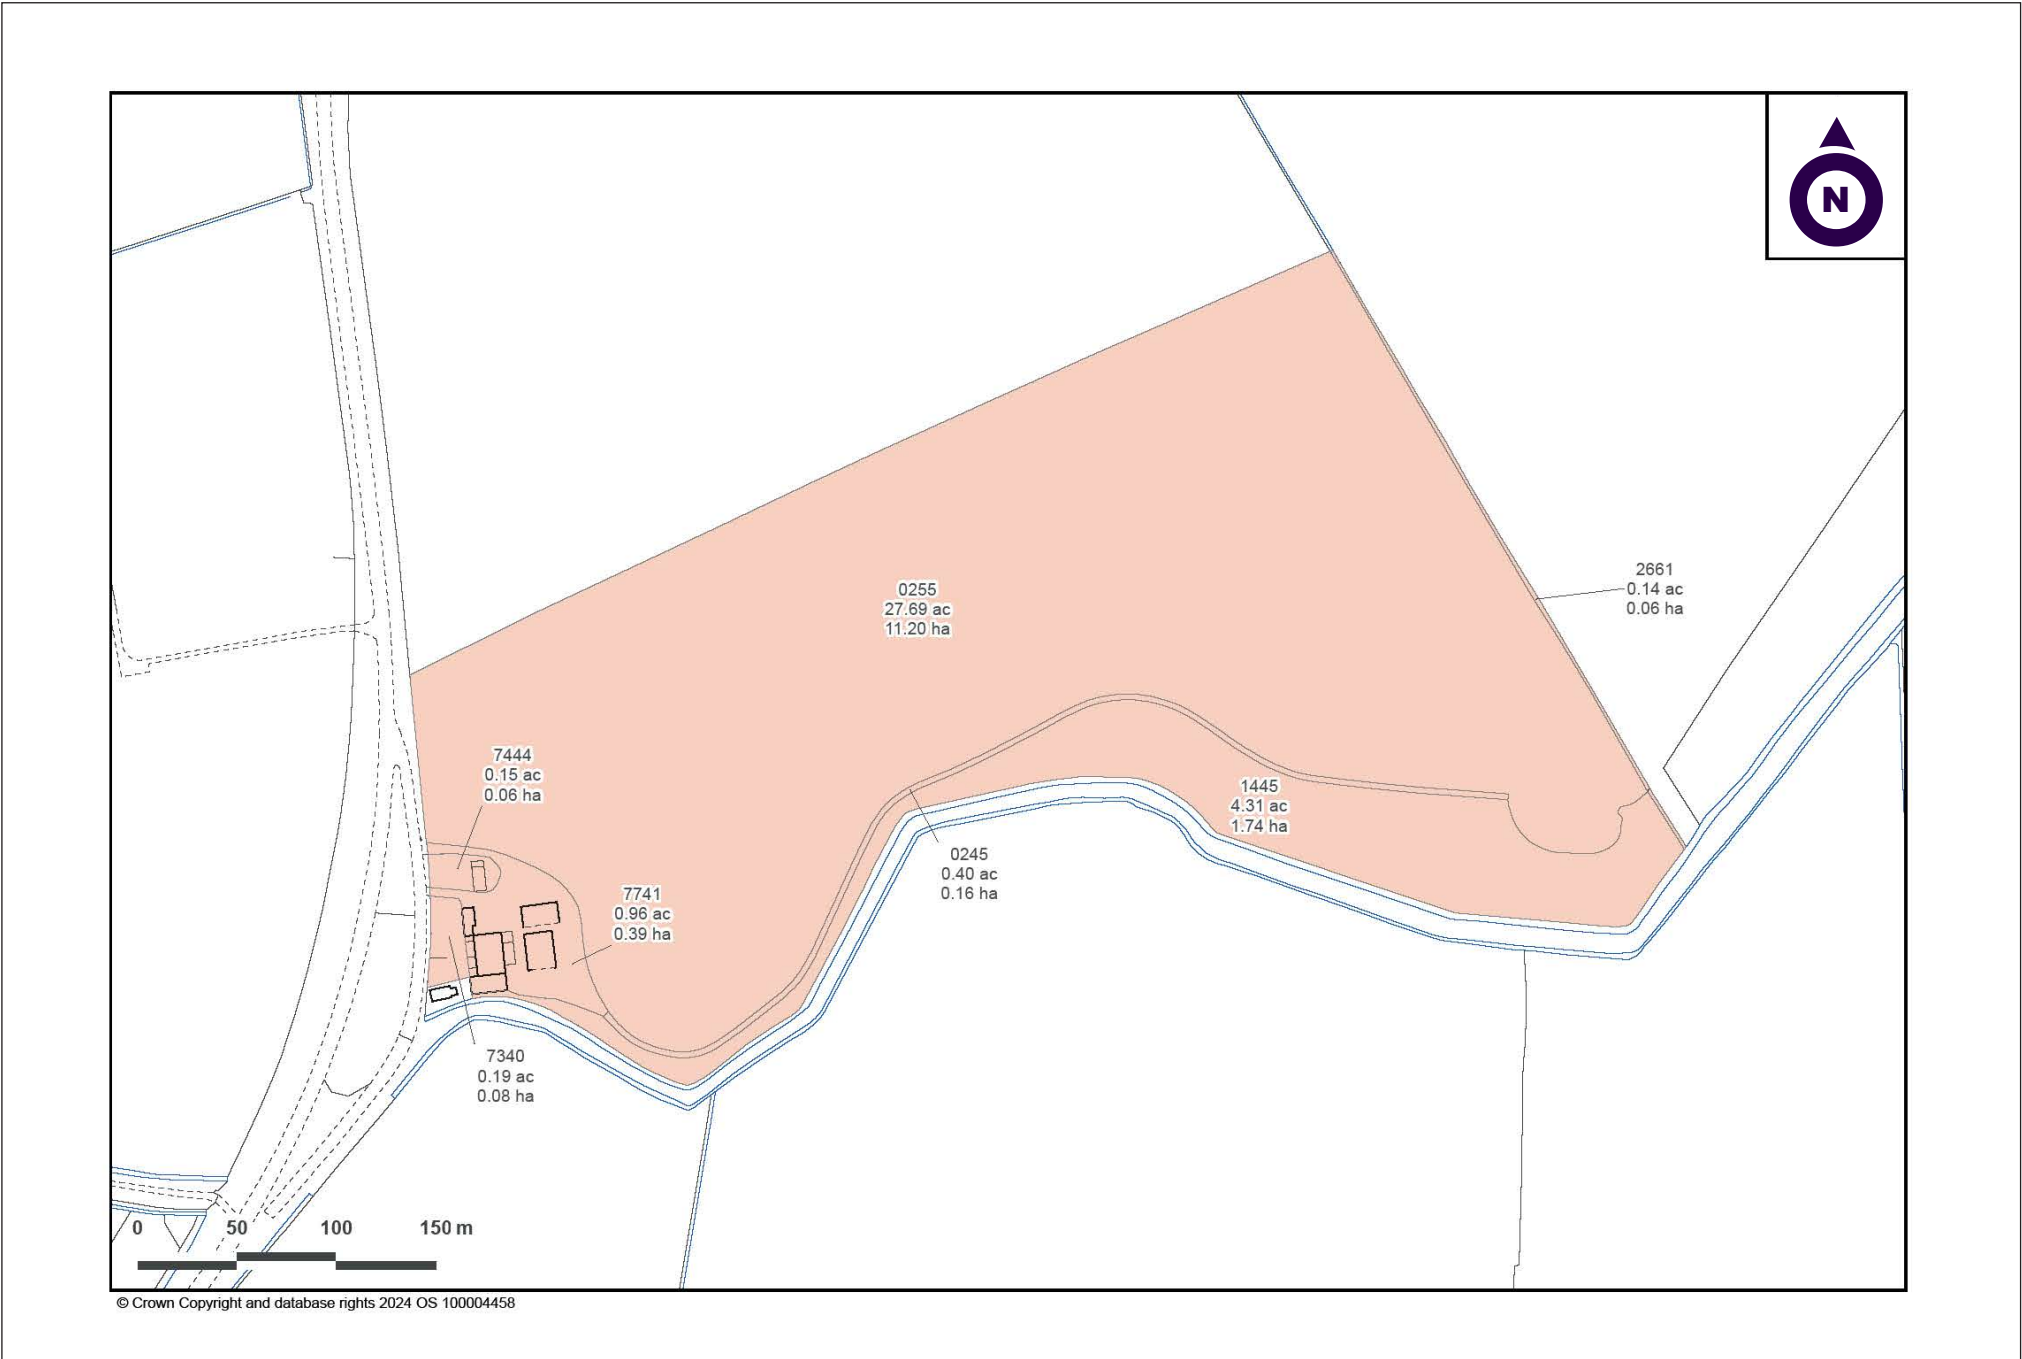 N
0255
27.69 ac
11.20 ha
2661
0.14 ac
0.06 ha
7444
0.15 ac
0.06 ha
1445
4.31 ac
1.74 ha
0245
0.40 ac
0.16 ha
7741
0.96 ac
0.39 ha
7340
0.19 ac
0.08 ha
0 50 100 150 m
© Crown Copyright and database rights 2024 OS 100004458